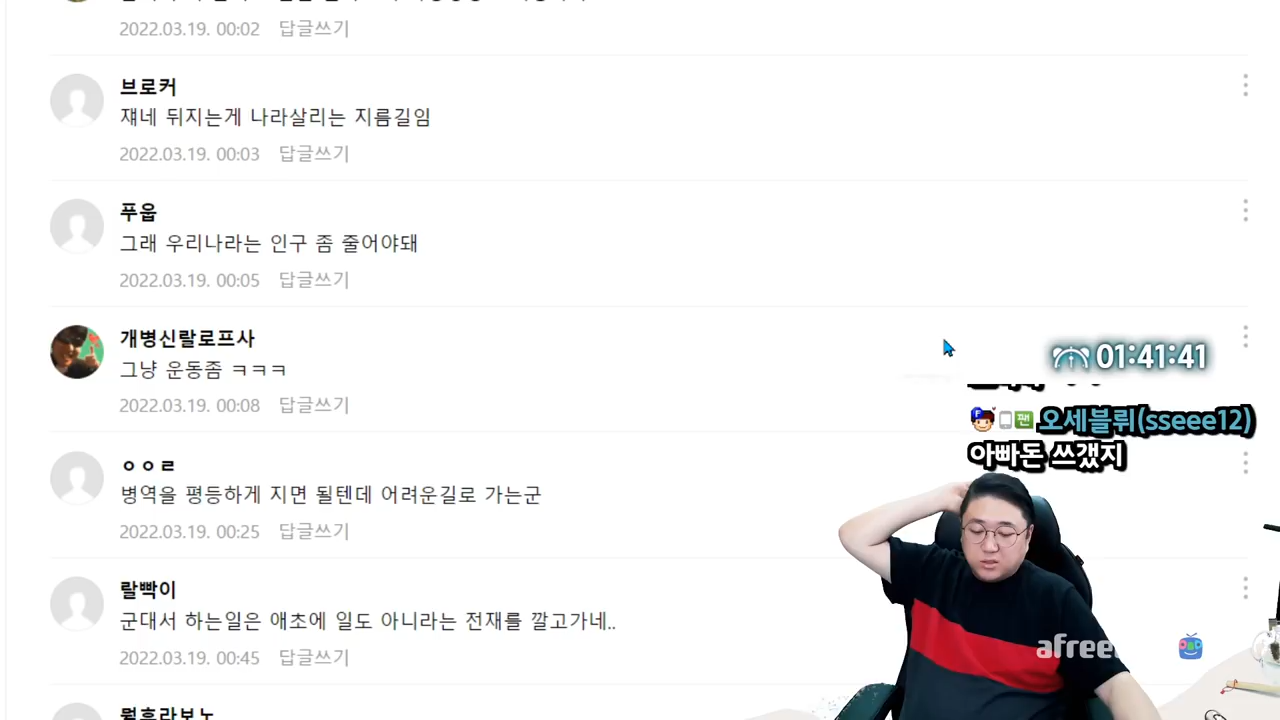 2022.03.19. 00:02 답글쓰기
브로커
쟤네 뒤지는게 나라살리는 지름길임
2022.03.19. 00:03 답글쓰기
푸웁
그래 우리나라는 인구 좀 줄어야돼
2022.03.19. 00:05 답글쓰기
개병신랄로프사
그냥 운동좀 ㅋㅋㅋ
2022.03.19. 00:08 답글쓰기
ㅇㅇㄹ
병역을 평등하게 지면 될텐데 어려운길로 가는군
2022.03.19. 00:25 답글쓰기
랄빡이
군대서 하는일은 애초에 일도 아니라는 전재를 깔고가네..
2022.03.19. 00:45 답글쓰기
01:41:41
F 팬 오세블뤼(sseee12)
아빠돈 쓰갰지
afree